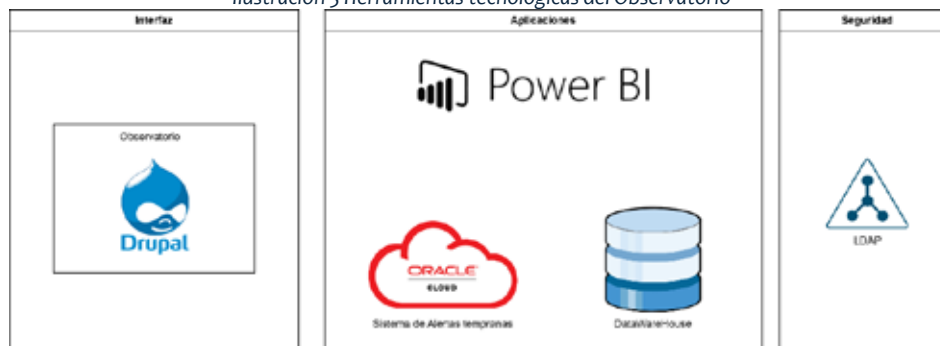 Ilustración 5 Herramientas tecnológicas del Observatorio
Interfaz
Aplicaciones
Seguridad
Power BI
Observatorio
Drupal
ORACLE
CLOUD
LDAP
Sistema de Alertas tempranas
DataWareHouse